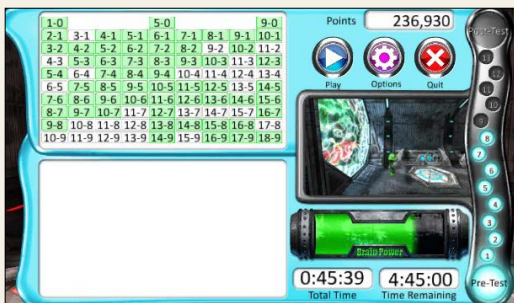 1-0 5-0 9-0
2-1 3-1 4-1 5-1 6-1 7-1 8-1 9-1 10-1
3-2 4-2 5-2 6-2 7-2 8-2 9-2 10-2 11-2
4-3 5-3 6-3 7-3 8-3 9-3 10-3 11-3 12-3
5-4 6-4 7-4 8-4 9-4 10-4 11-4 12-4 13-4
6-5 7-5 8-5 9-5 10-5 11-5 12-5 13-5 14-5
7-6 8-6 9-6 10-6 11-6 12-6 13-6 14-6 15-6
8-7 9-7 10-7 11-7 12-7 13-7 14-7 15-7 16-7
9-8 10-8 11-8 12-8 13-8 14-8 15-8 16-8 17-8
10-9 11-9 12-9 13-9 14-9 15-9 16-9 17-9 18-9
Points 236,930
Play Options Quit
Brain Power
0:45:39 4:45:00
Total Time Time Remaining
Post-Test
13
12
11
10
8
7
6
5
4
3
2
1
Pre-Test